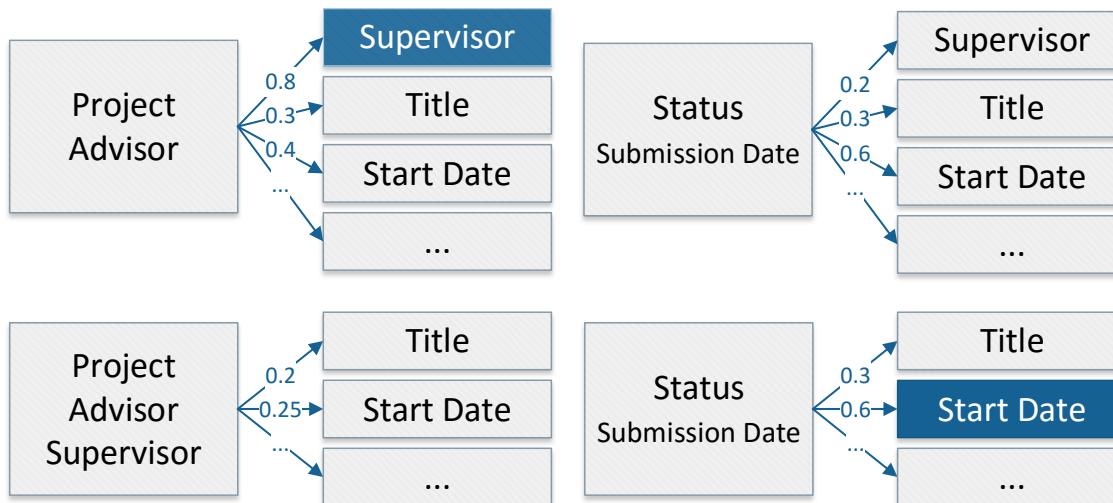 Project
Advisor
0.8
0.3
0.4
...
Supervisor
Title
Start Date
...
Status
Submission Date
0.2
0.3
0.6
...
Supervisor
Title
Start Date
...
Project
Advisor
Supervisor
0.2
0.25
...
Title
Start Date
...
Status
Submission Date
0.3
0.6
...
Title
Start Date
...